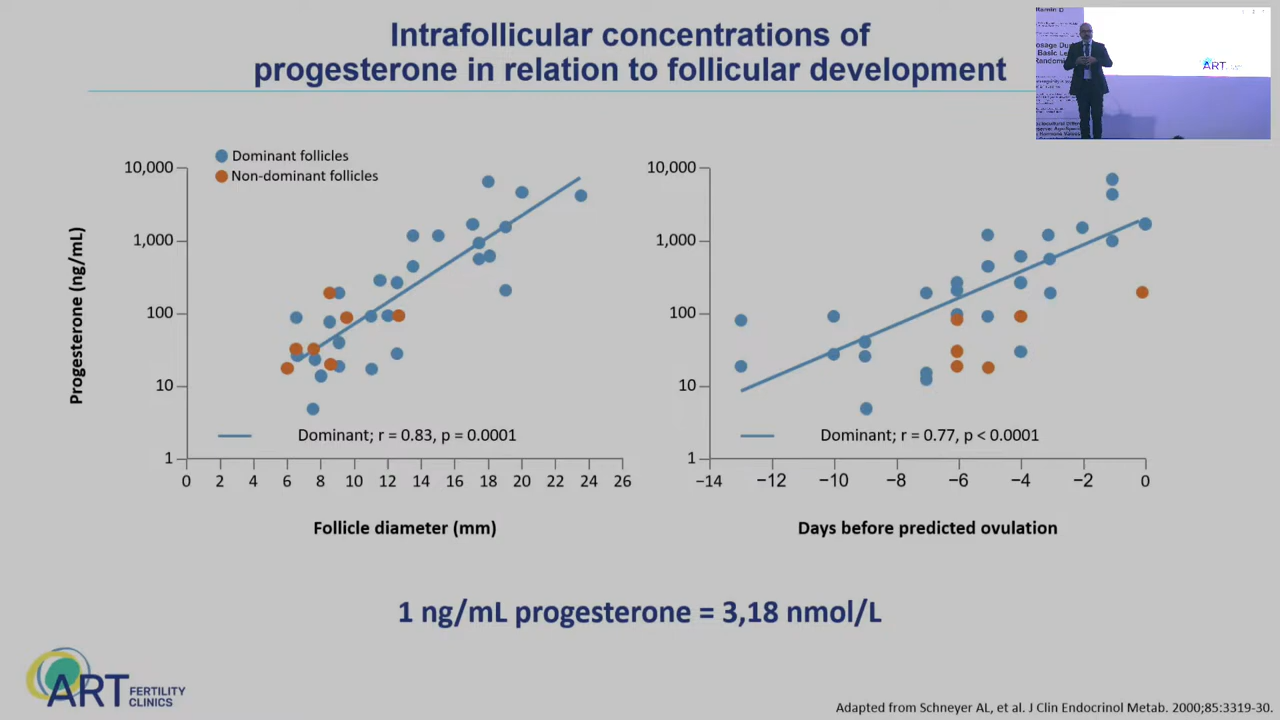 Intrafollicular concentrations of
progesterone in relation to follicular development
ART
Dominant follicles
Non-dominant follicles
Progesterone (ng/mL)
10,000
1,000
100
10
1
Dominant; r = 0.83, p = 0.0001
0 2 4 6 8 10 12 14 16 18 20 22 24 26
Follicle diameter (mm)
10,000
1,000
100
10
1
Dominant; r = 0.77, p < 0.0001
−14 −12 −10 −8 −6 −4 −2 0
Days before predicted ovulation
1 ng/mL progesterone = 3,18 nmol/L
ART FERTILITY
CLINICS
Adapted from Schneyer AL, et al. J Clin Endocrinol Metab. 2000;85:3319-30.